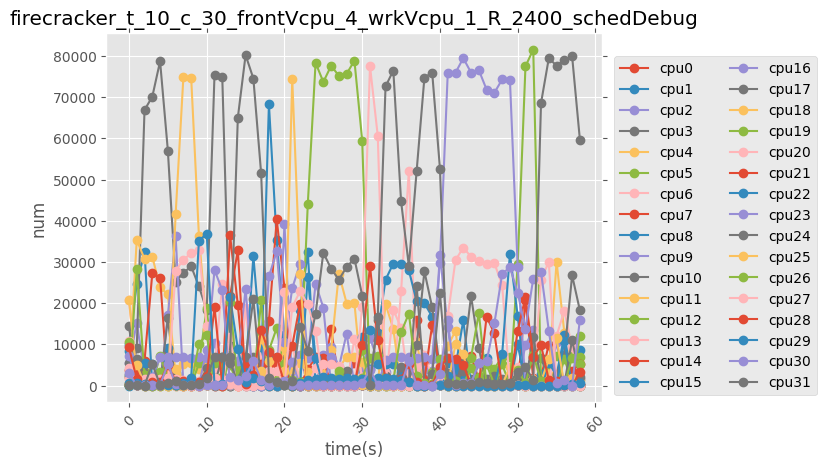 firecracker_t_10_c_30_frontVcpu_4_wrkVcpu_1_R_2400_schedDebug
num
80000
70000
60000
50000
40000
30000
20000
10000
0
0
10
20
30
40
50
60
time(s)
cpu0
cpu1
cpu2
cpu3
cpu4
cpu5
cpu6
cpu7
cpu8
cpu9
cpu10
cpu11
cpu12
cpu13
cpu14
cpu15
cpu16
cpu17
cpu18
cpu19
cpu20
cpu21
cpu22
cpu23
cpu24
cpu25
cpu26
cpu27
cpu28
cpu29
cpu30
cpu31